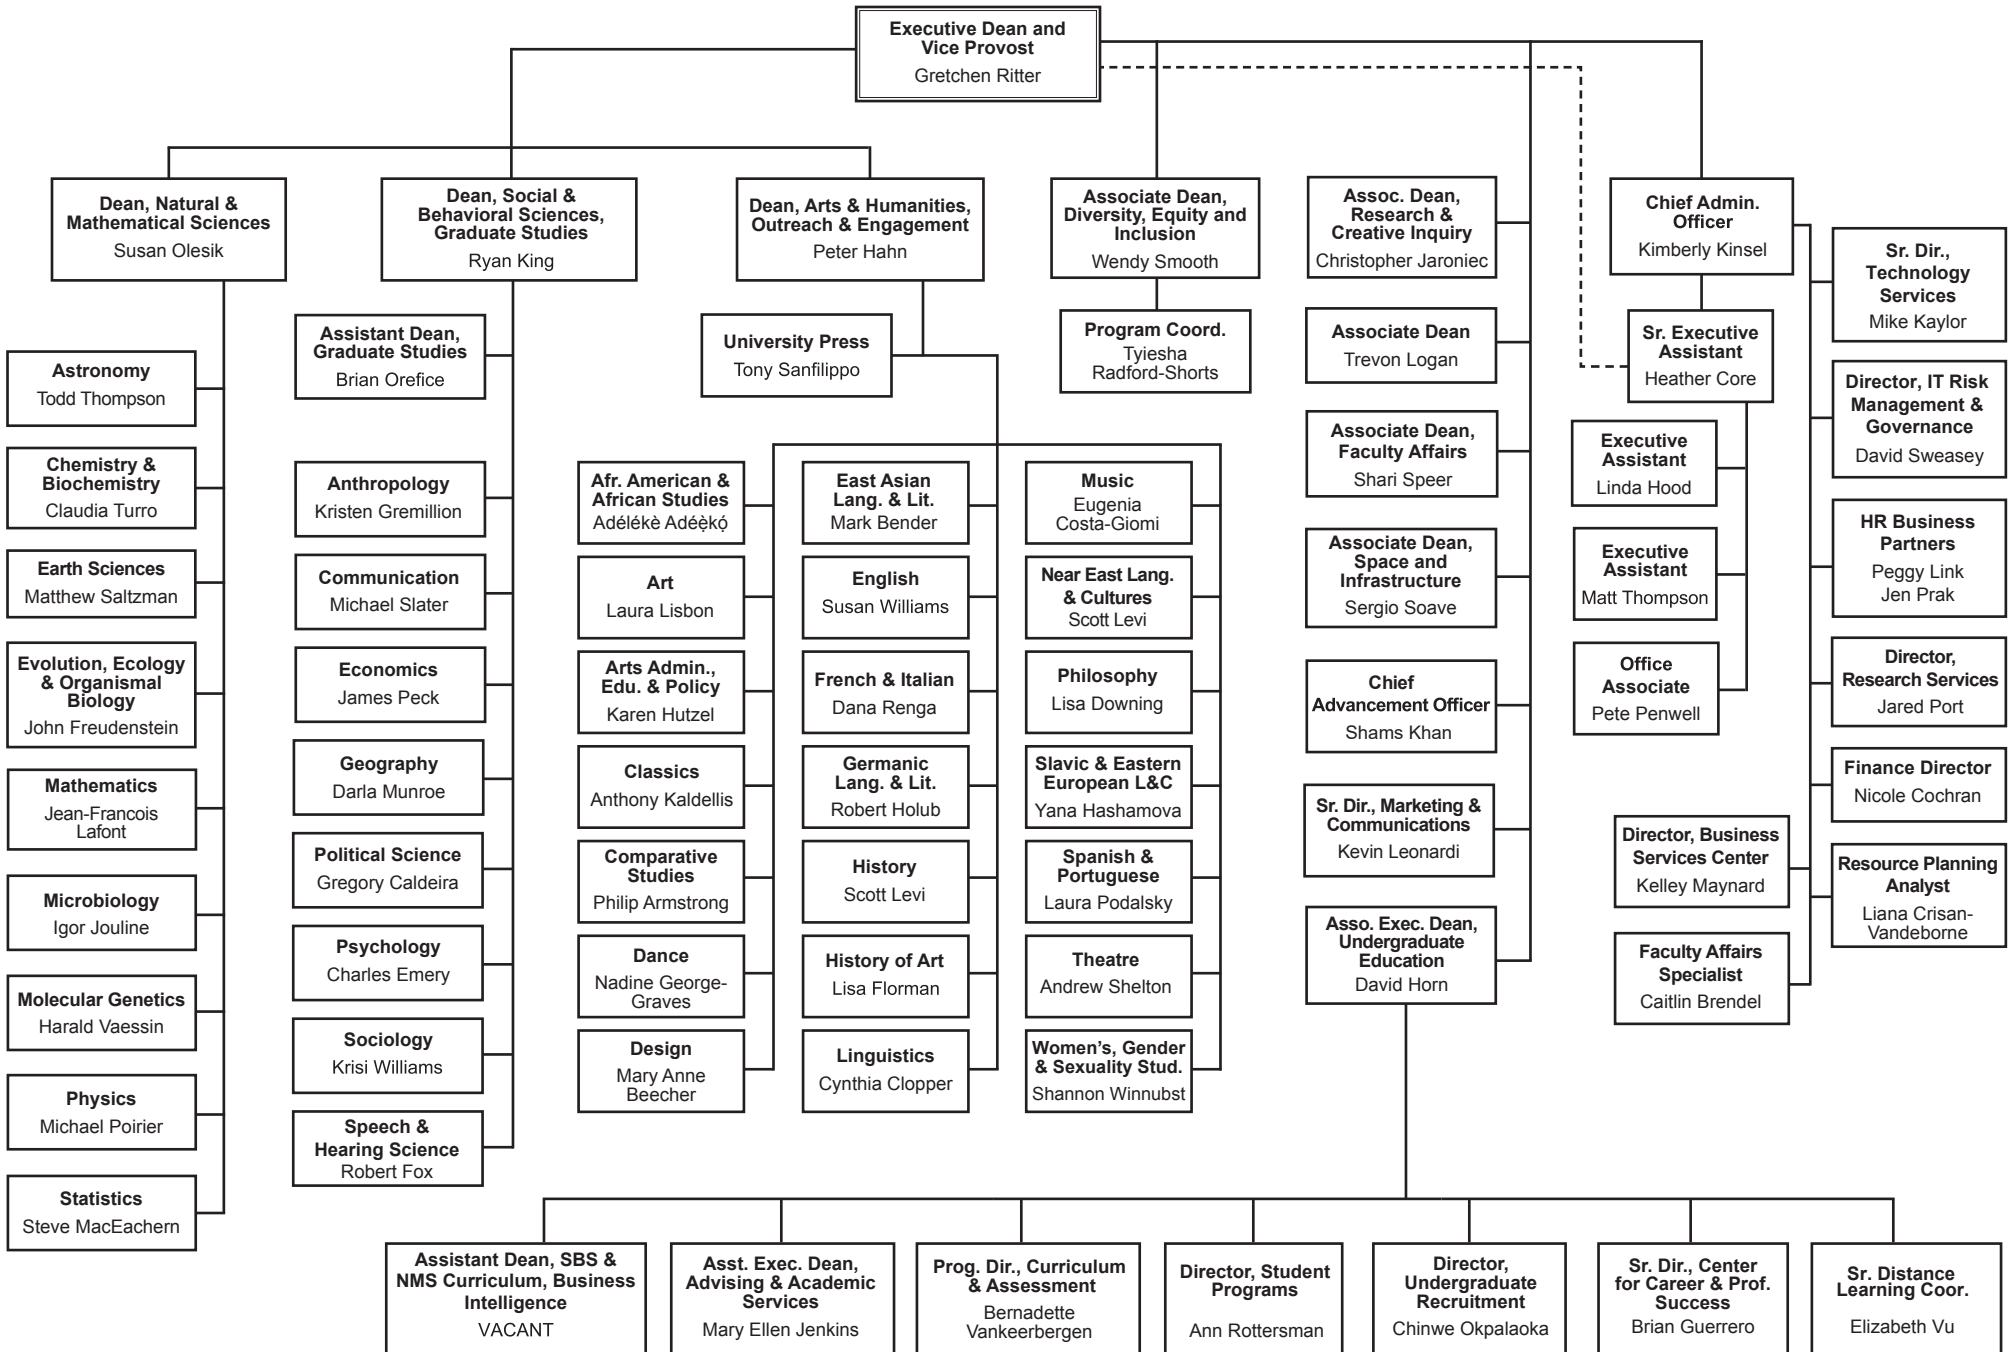 Executive Dean and
Vice Provost
Gretchen Ritter
Dean, Natural &
Mathematical Sciences
Susan Olesik
Dean, Social &
Behavioral Sciences,
Graduate Studies
Ryan King
Dean, Arts & Humanities,
Outreach & Engagement
Peter Hahn
Associate Dean,
Diversity, Equity and
Inclusion
Wendy Smooth
Assoc. Dean,
Research &
Creative Inquiry
Christopher Jaroniec
Chief Admin.
Officer
Kimberly Kinsel
Sr. Dir.,
Technology
Services
Mike Kaylor
Assistant Dean,
Graduate Studies
Brian Orefice
University Press
Tony Sanfilippo
Program Coord.
Tyiesha
Radford-Shorts
Associate Dean
Trevon Logan
Sr. Executive
Assistant
Heather Core
Director, IT Risk
Management &
Governance
David Sweasey
Astronomy
Todd Thompson
Chemistry &
Biochemistry
Claudia Turro
Earth Sciences
Matthew Saltzman
Evolution, Ecology
& Organismal
Biology
John Freudenstein
Mathematics
Jean-Francois
Lafont
Microbiology
Igor Jouline
Molecular Genetics
Harald Vaessin
Physics
Michael Poirier
Statistics
Steve MacEachern
Anthropology
Kristen Gremillion
Communication
Michael Slater
Economics
James Peck
Geography
Darla Munroe
Political Science
Gregory Caldeira
Psychology
Charles Emery
Sociology
Krisi Williams
Speech &
Hearing Science
Robert Fox
Afr. American &
African Studies
Adélékè Adéẹ̀kọ́
Art
Laura Lisbon
Arts Admin.,
Edu. & Policy
Karen Hutzel
Classics
Anthony Kaldellis
Comparative
Studies
Philip Armstrong
Dance
Nadine George-
Graves
Design
Mary Anne
Beecher
East Asian
Lang. & Lit.
Mark Bender
English
Susan Williams
French & Italian
Dana Renga
Germanic
Lang. & Lit.
Robert Holub
History
Scott Levi
History of Art
Lisa Florman
Linguistics
Cynthia Clopper
Music
Eugenia
Costa-Giomi
Near East Lang.
& Cultures
Scott Levi
Philosophy
Lisa Downing
Slavic & Eastern
European L&C
Yana Hashamova
Spanish &
Portuguese
Laura Podalsky
Theatre
Andrew Shelton
Women's, Gender
& Sexuality Stud.
Shannon Winnubst
Associate Dean,
Faculty Affairs
Shari Speer
Associate Dean,
Space and
Infrastructure
Sergio Soave
Chief
Advancement Officer
Shams Khan
Sr. Dir., Marketing &
Communications
Kevin Leonardi
Asso. Exec. Dean,
Undergraduate
Education
David Horn
Executive
Assistant
Linda Hood
Executive
Assistant
Matt Thompson
Office
Associate
Pete Penwell
HR Business
Partners
Peggy Link
Jen Prak
Director,
Research Services
Jared Port
Finance Director
Nicole Cochran
Director, Business
Services Center
Kelley Maynard
Resource Planning
Analyst
Liana Crisan-
Vandeborne
Faculty Affairs
Specialist
Caitlin Brendel
Assistant Dean, SBS &
NMS Curriculum, Business
Intelligence
VACANT
Asst. Exec. Dean,
Advising & Academic
Services
Mary Ellen Jenkins
Prog. Dir., Curriculum
& Assessment
Bernadette
Vankeerbergen
Director, Student
Programs
Ann Rottersman
Director,
Undergraduate
Recruitment
Chinwe Okpalaoka
Sr. Dir., Center
for Career & Prof.
Success
Brian Guerrero
Sr. Distance
Learning Coor.
Elizabeth Vu